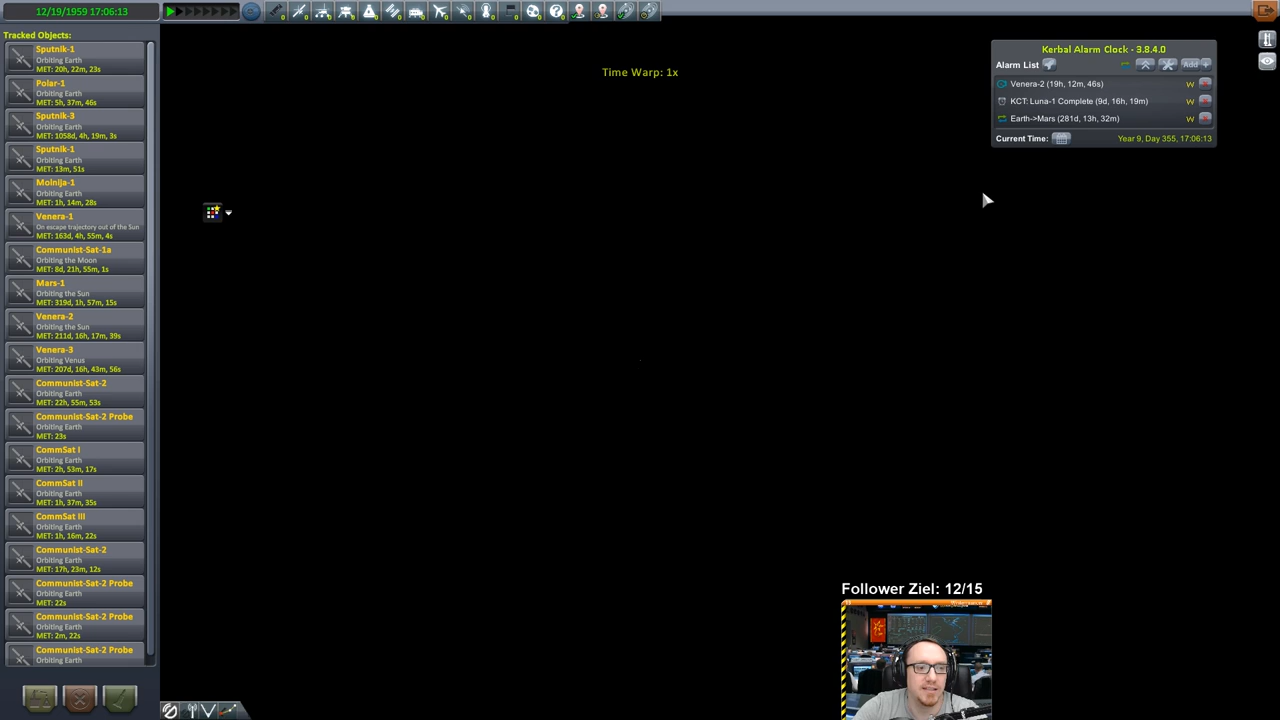 12/19/1959 17:06:13
Tracked Objects:
Sputnik-1
Orbiting Earth
MET: 20h, 22m, 23s
Polar-1
Orbiting Earth
MET: 5h, 37m, 46s
Sputnik-3
Orbiting Earth
MET: 1058d, 4h, 19m, 3s
Sputnik-1
Orbiting Earth
MET: 13m, 51s
Molnija-1
Orbiting Earth
MET: 1h, 14m, 28s
Venera-1
On escape trajectory out of the Sun
MET: 163d, 4h, 55m, 4s
Communist-Sat-1a
Orbiting the Moon
MET: 8d, 21h, 55m, 1s
Mars-1
Orbiting the Sun
MET: 319d, 1h, 57m, 15s
Venera-2
Orbiting the Sun
MET: 211d, 16h, 17m, 39s
Venera-3
Orbiting Venus
MET: 207d, 16h, 43m, 56s
Communist-Sat-2
Orbiting Earth
MET: 22h, 55m, 53s
Communist-Sat-2 Probe
Orbiting Earth
MET: 23s
CommSat I
Orbiting Earth
MET: 2h, 53m, 17s
CommSat II
Orbiting Earth
MET: 1h, 37m, 35s
CommSat III
Orbiting Earth
MET: 1h, 16m, 22s
Communist-Sat-2
Orbiting Earth
MET: 17h, 23m, 12s
Communist-Sat-2 Probe
Orbiting Earth
MET: 22s
Communist-Sat-2 Probe
Orbiting Earth
MET: 2m, 22s
Communist-Sat-2 Probe
Orbiting Earth
Time Warp: 1x
Kerbal Alarm Clock - 3.8.4.0
Alarm List Add +
Venera-2 (19h, 12m, 46s) W
KCT: Luna-1 Complete (9d, 16h, 19m) W
Earth->Mars (281d, 13h, 32m) W
Current Time: Year 9, Day 355, 17:06:13
Follower Ziel: 12/15